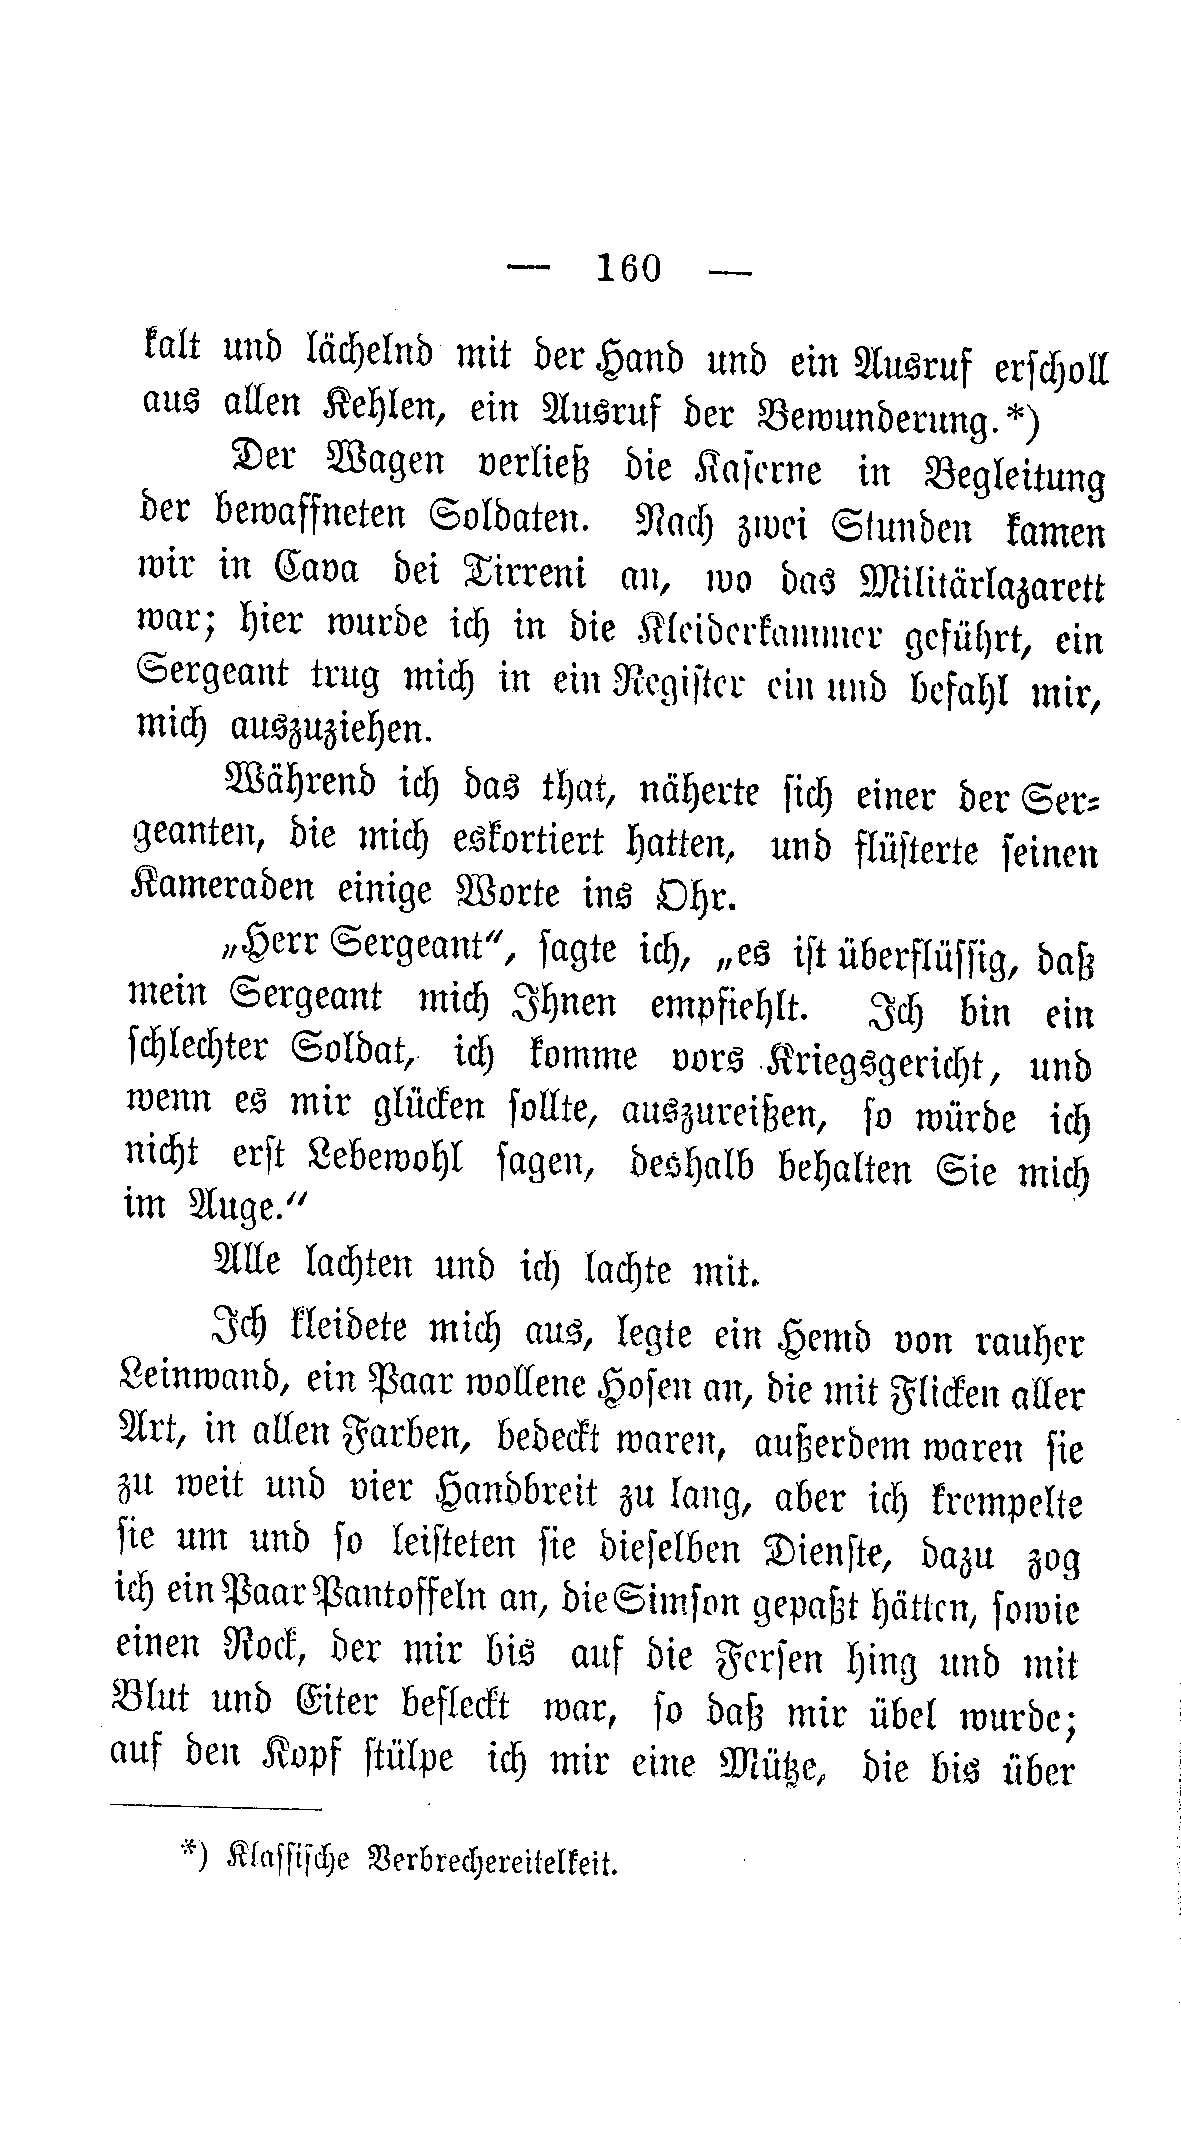 — 160 —
kalt und lächelnd mit der Hand und ein Ausruf erscholl
aus allen Kehlen, ein Ausruf der Bewunderung.*)
Der Wagen verließ die Kaserne in Begleitung
der bewaffneten Soldaten. Nach zwei Stunden kamen
wir in Cava dei Tirreni an, wo das Militärlazarett
war; hier wurde ich in die Kleiderkammer geführt, ein
Sergeant trug mich in ein Register ein und befahl mir,
mich auszuziehen.
Während ich das that, näherte sich einer der Ser-
geanten, die mich eskortiert hatten, und flüsterte seinen
Kameraden einige Worte ins Ohr.
„Herr Sergeant“, sagte ich, „es ist überflüssig, daß
mein Sergeant mich Ihnen empfiehlt. Ich bin ein
schlechter Soldat, ich komme vors Kriegsgericht, und
wenn es mir glücken sollte, auszureißen, so würde ich
nicht erst Lebewohl sagen, deshalb behalten Sie mich
im Auge.“
Alle lachten und ich lachte mit.
Ich kleidete mich aus, legte ein Hemd von rauher
Leinwand, ein Paar wollene Hosen an, die mit Flicken aller
Art, in allen Farben, bedeckt waren, außerdem waren sie
zu weit und vier Handbreit zu lang, aber ich krempelte
sie um und so leisteten sie dieselben Dienste, dazu zog
ich ein Paar Pantoffeln an, die Simson gepaßt hätten, sowie
einen Rock, der mir bis auf die Fersen hing und mit
Blut und Eiter befleckt war, so daß mir übel wurde;
auf den Kopf stülpe ich mir eine Mütze, die bis über
*) Klassische Verbrechereitelkeit.